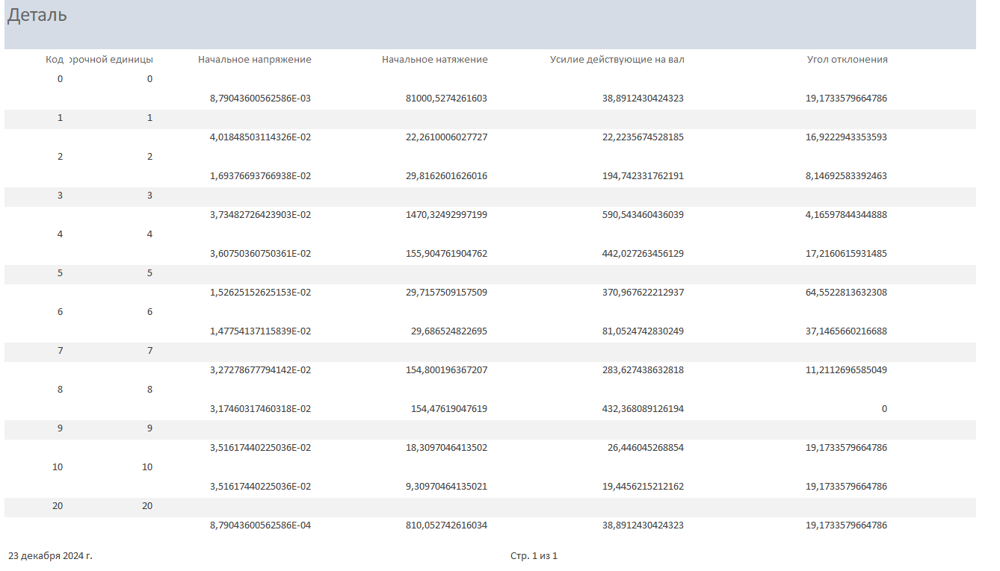 Деталь
Код орочной единицы Начальное напряжение Начальное натяжение Усилие действующие на вал Угол отклонения
0 0
8,79043600562586E-03 81000,5274261603 38,8912430424323 19,1733579664786
1 1
4,01848503114326E-02 22,2610006027727 22,2235674528185 16,9222943353593
2 2
1,69376693766938E-02 29,8162601626016 194,742331762191 8,14692583392463
3 3
3,73482726423903E-02 1470,32492997199 590,543460436039 4,16597844344888
4 4
3,60750360750361E-02 155,904761904762 442,027263456129 17,2160615931485
5 5
1,52625152625153E-02 29,7157509157509 370,967622212937 64,5522813632308
6 6
1,47754137115839E-02 29,686524822695 81,0524742830249 37,1465660216688
7 7
3,27278677794142E-02 154,800196367207 283,627438632818 11,2112696585049
8 8
3,17460317460318E-02 154,47619047619 432,368089126194 0
9 9
3,51617440225036E-02 18,3097046413502 26,446045268854 19,1733579664786
10 10
3,51617440225036E-02 9,30970464135021 19,4456215212162 19,1733579664786
20 20
8,79043600562586E-04 810,052742616034 38,8912430424323 19,1733579664786
23 декабря 2024 г. Стр. 1 из 1